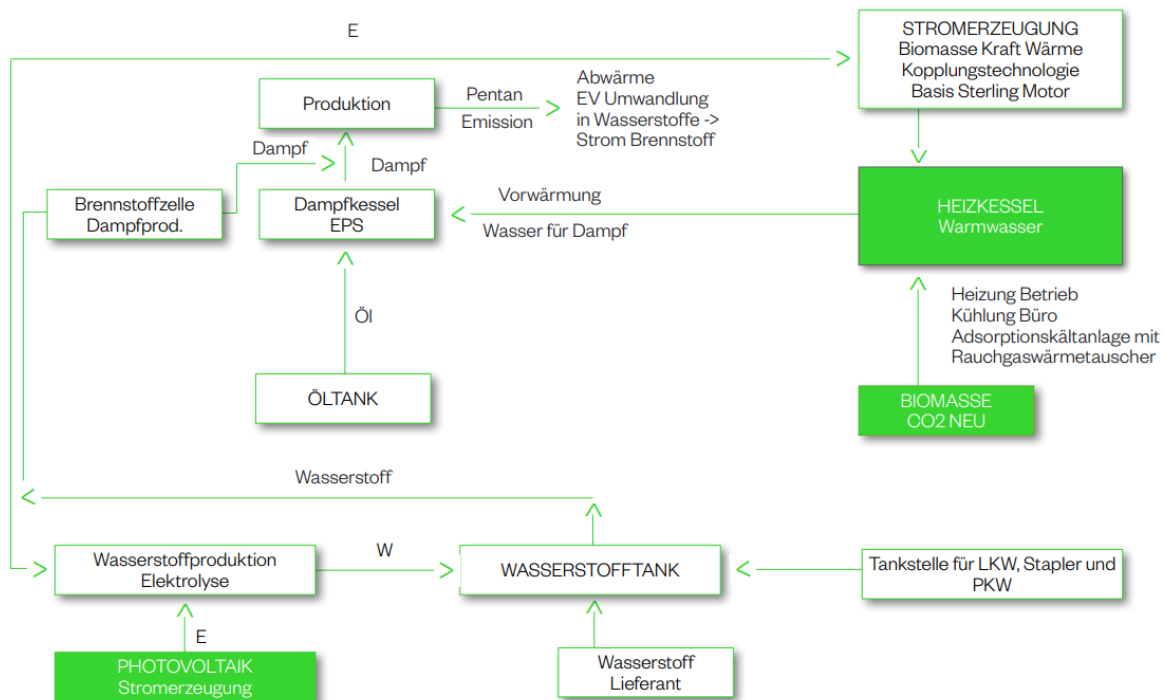 E
STROMERZEUGUNG
Biomasse Kraft Wärme
Kopplungstechnologie
Basis Sterling Motor
Produktion
Pentan
Emission
Abwärme
EV Umwandlung
in Wasserstoffe ->
Strom Brennstoff
Dampf
Dampf
Brennstoffzelle
Dampfprod.
Dampfkessel
EPS
Vorwärmung
Wasser für Dampf
HEIZKESSEL
Warmwasser
Öl
Heizung Betrieb
Kühlung Büro
Adsorptionskältanlage mit
Rauchgaswärmetauscher
ÖLTANK
BIOMASSE
CO2 NEU
Wasserstoff
Wasserstoffproduktion
Elektrolyse
W
WASSERSTOFFTANK
Tankstelle für LKW, Stapler und
PKW
E
PHOTOVOLTAIK
Stromerzeugung
Wasserstoff
Lieferant